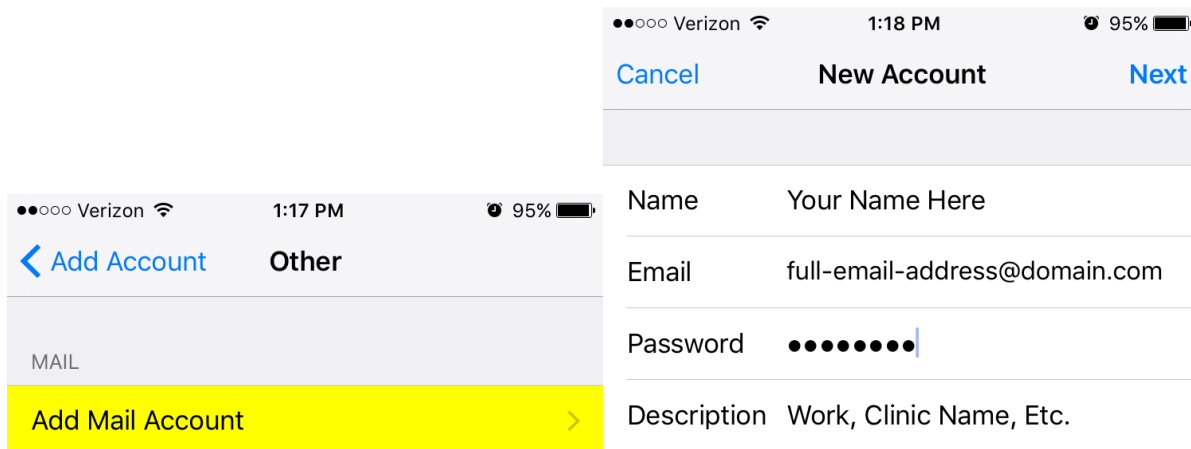 Verizon 1:17 PM 95%
Add Account Other
MAIL
Add Mail Account
Verizon 1:18 PM 95%
Cancel New Account Next
Name Your Name Here
Email full-email-address@domain.com
Password ●●●●●●●●
Description Work, Clinic Name, Etc.